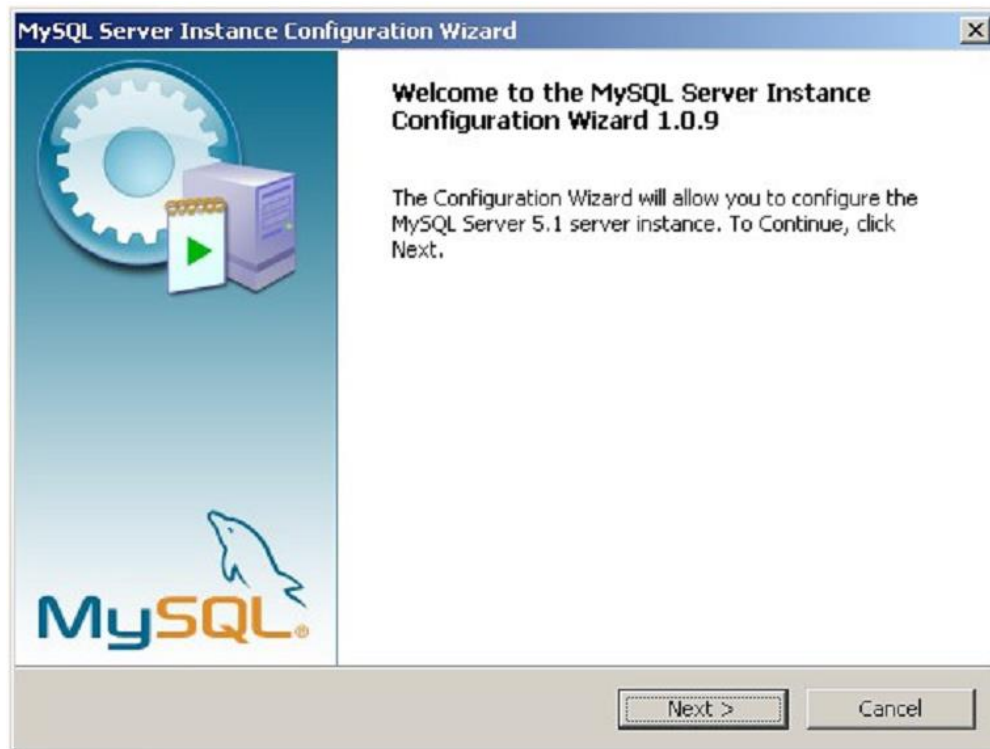 MySQL Server Instance Configuration Wizard
Welcome to the MySQL Server Instance
Configuration Wizard 1.0.9
The Configuration Wizard will allow you to configure the
MySQL Server 5.1 server instance. To Continue, click
Next.
MySQL®
Next >
Cancel